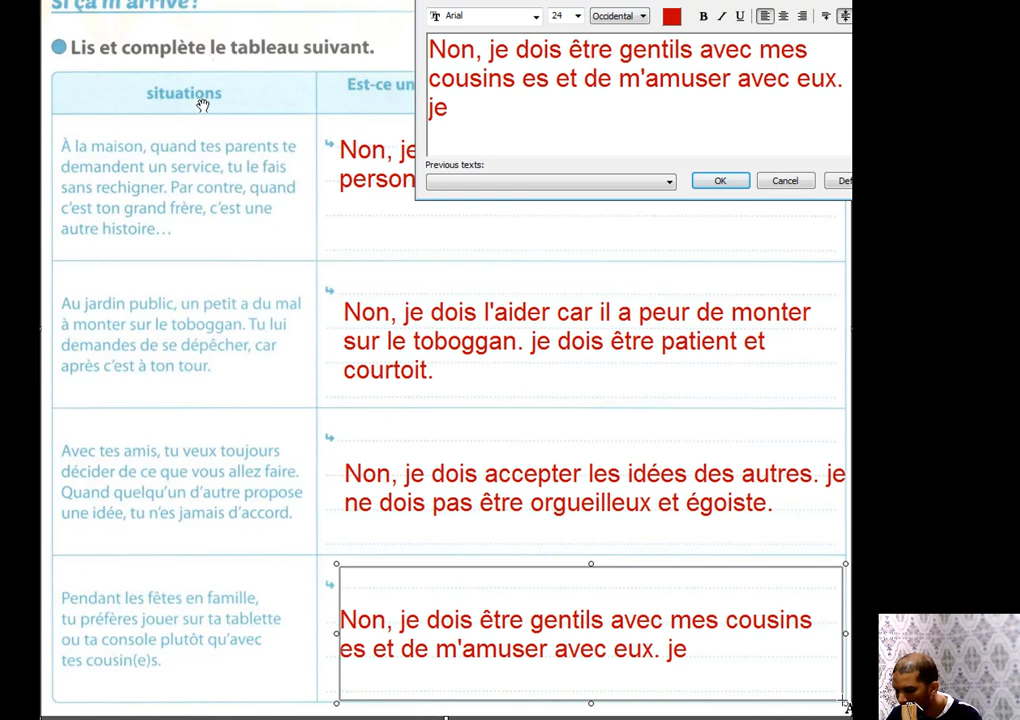 Si ça m'arrive!
Lis et complète le tableau suivant.
situations
Est-ce un
À la maison, quand tes parents te
demandent un service, tu le fais
sans rechigner. Par contre, quand
c'est ton grand frère, c'est une
autre histoire…
Non, je
person
Au jardin public, un petit a du mal
à monter sur le toboggan. Tu lui
demandes de se dépêcher, car
après c'est à ton tour.
Non, je dois l'aider car il a peur de monter
sur le toboggan. je dois être patient et
courtoit.
Avec tes amis, tu veux toujours
décider de ce que vous allez faire.
Quand quelqu'un d'autre propose
une idée, tu n'es jamais d'accord.
Non, je dois accepter les idées des autres. je
ne dois pas être orgueilleux et égoiste.
Pendant les fêtes en famille,
tu préfères jouer sur ta tablette
ou ta console plutôt qu'avec
tes cousin(e)s.
Non, je dois être gentils avec mes cousins
es et de m'amuser avec eux. je
Arial 24 Occidental B I U
Non, je dois être gentils avec mes
cousins es et de m'amuser avec eux.
je
Previous texts:
OK Cancel Def